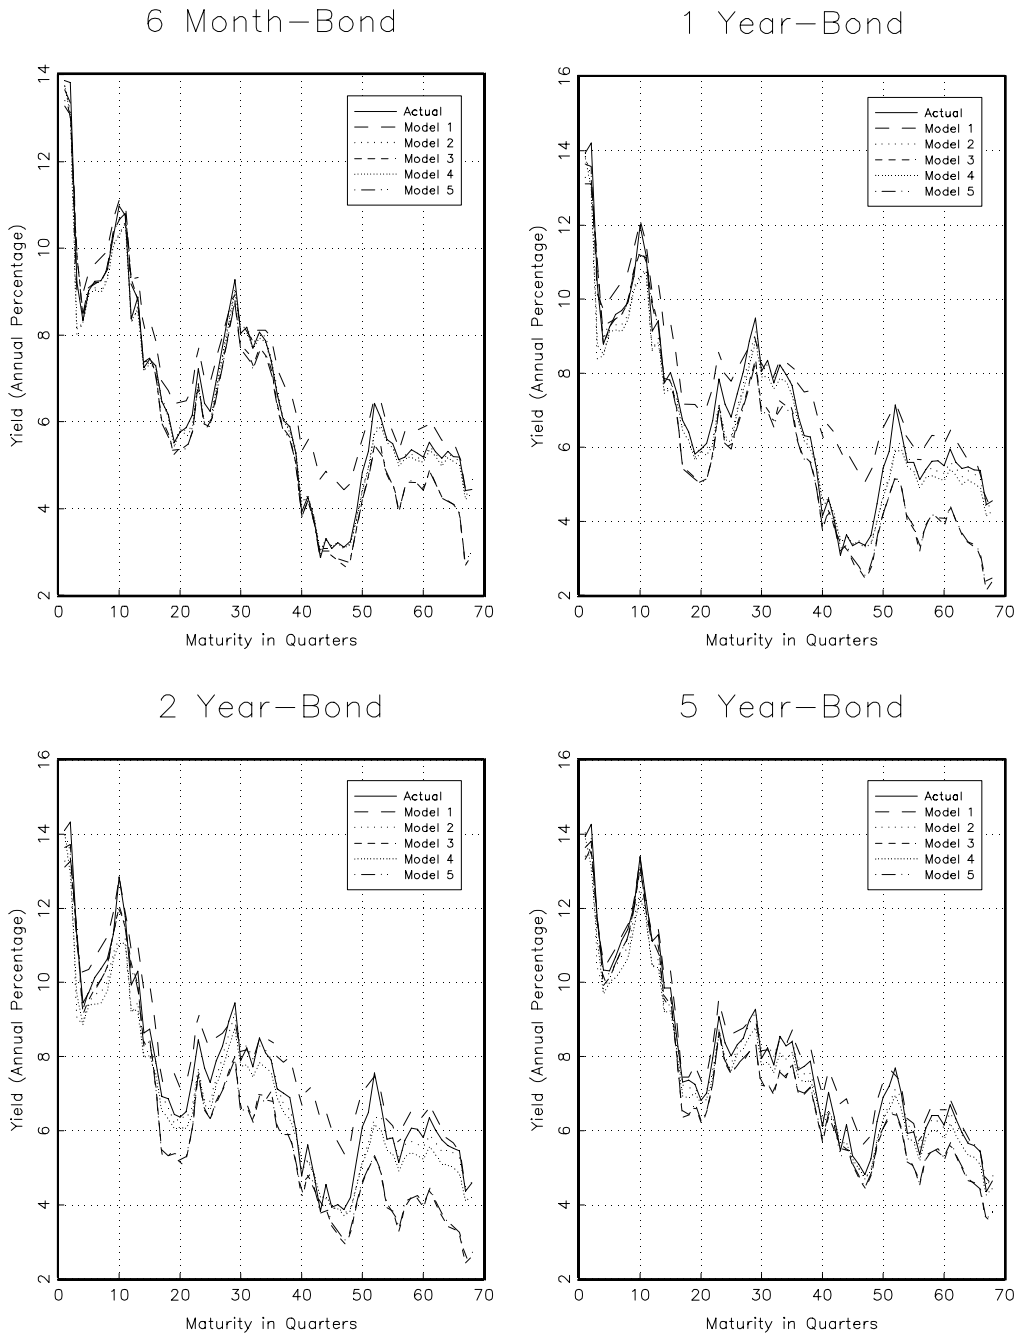 6 Month-Bond
14
12
10
8
6
4
2
Yield (Annual Percentage)
Actual
Model 1
Model 2
Model 3
Model 4
Model 5
0 10 20 30 40 50 60 70
Maturity in Quarters
1 Year-Bond
16
14
12
10
8
6
4
2
Yield (Annual Percentage)
Actual
Model 1
Model 2
Model 3
Model 4
Model 5
0 10 20 30 40 50 60 70
Maturity in Quarters
2 Year-Bond
16
14
12
10
8
6
4
2
Yield (Annual Percentage)
Actual
Model 1
Model 2
Model 3
Model 4
Model 5
0 10 20 30 40 50 60 70
Maturity in Quarters
5 Year-Bond
16
14
12
10
8
6
4
2
Yield (Annual Percentage)
Actual
Model 1
Model 2
Model 3
Model 4
Model 5
0 10 20 30 40 50 60 70
Maturity in Quarters